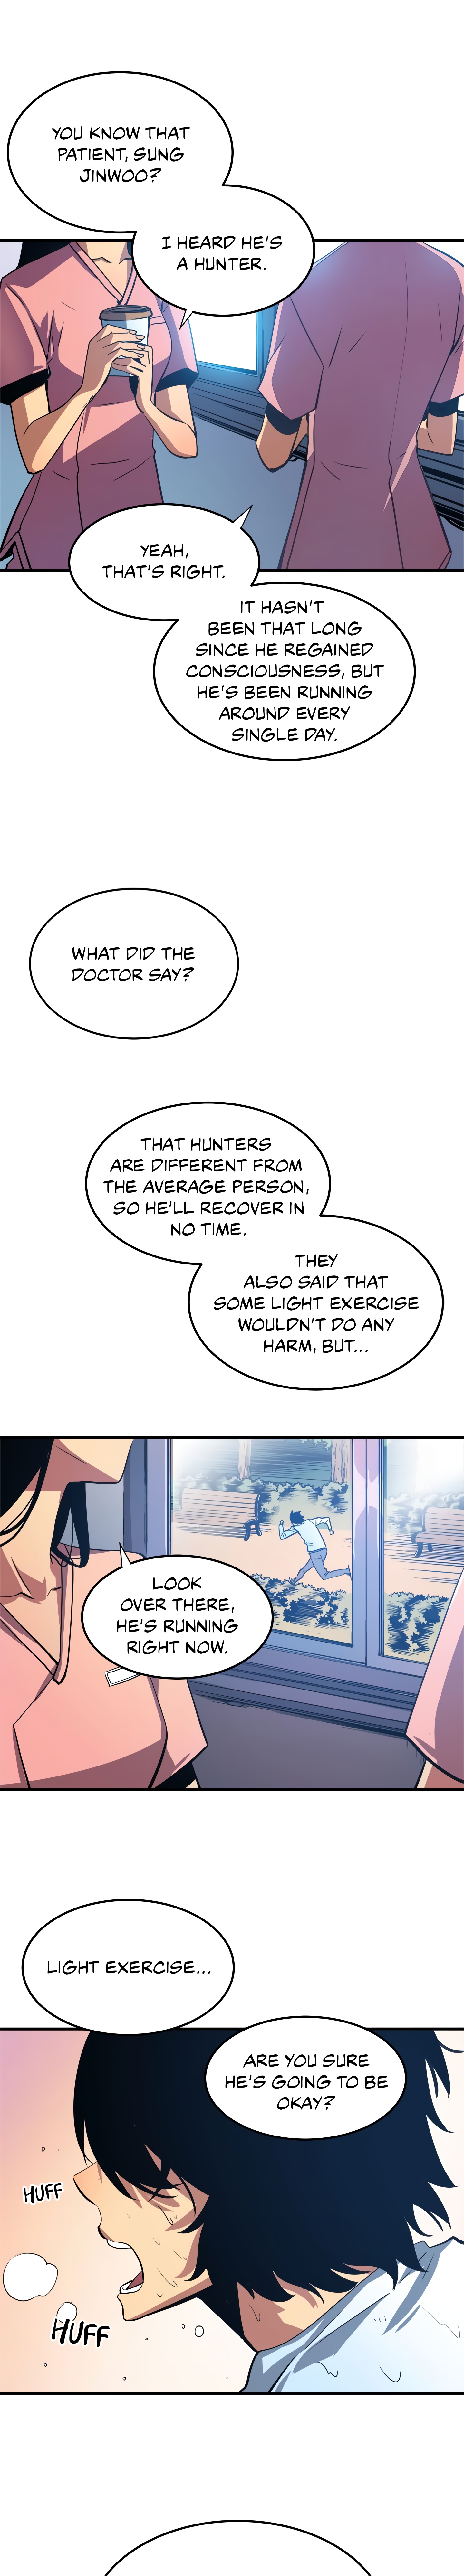 YOU KNOW THAT
PATIENT, SUNG
JINWOO?
I HEARD HE'S
A HUNTER.
YEAH,
THAT'S RIGHT.
IT HASN'T
BEEN THAT LONG
SINCE HE REGAINED
CONSCIOUSNESS, BUT
HE'S BEEN RUNNING
AROUND EVERY
SINGLE DAY.
WHAT DID THE
DOCTOR SAY?
THAT HUNTERS
ARE DIFFERENT FROM
THE AVERAGE PERSON,
SO HE'LL RECOVER IN
NO TIME.
THEY
ALSO SAID THAT
SOME LIGHT EXERCISE
WOULDN'T DO ANY
HARM, BUT...
LOOK
OVER THERE,
HE'S RUNNING
RIGHT NOW.
LIGHT EXERCISE...
ARE YOU SURE
HE'S GOING TO BE
OKAY?
HUFF
HUFF